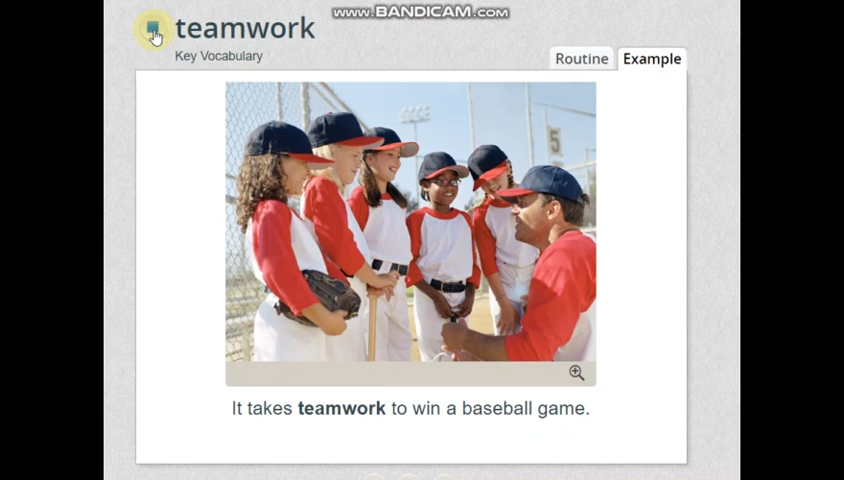 www.BANDICAM.com
teamwork
Key Vocabulary
Routine
Example
5
It takes teamwork to win a baseball game.